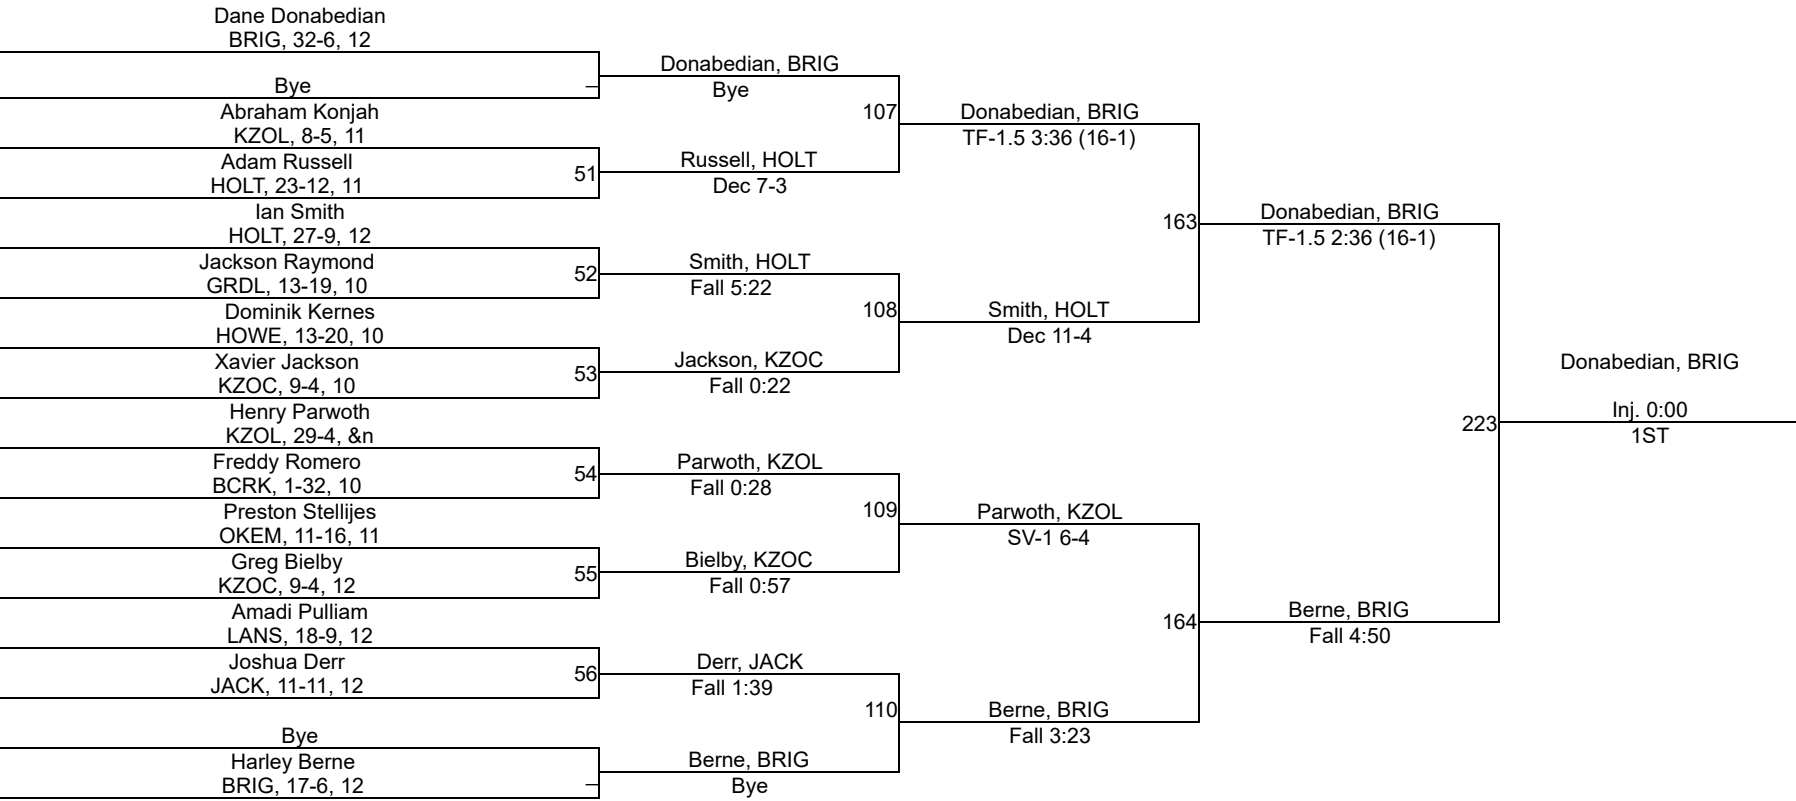 Dane Donabedian
BRIG, 32-6, 12
Bye
–
Abraham Konjah
KZOL, 8-5, 11
Adam Russell
HOLT, 23-12, 11
51
Ian Smith
HOLT, 27-9, 12
Jackson Raymond
GRDL, 13-19, 10
52
Dominik Kernes
HOWE, 13-20, 10
Xavier Jackson
KZOC, 9-4, 10
53
Henry Parwoth
KZOL, 29-4, &n
Freddy Romero
BCRK, 1-32, 10
54
Preston Stellijes
OKEM, 11-16, 11
Greg Bielby
KZOC, 9-4, 12
55
Amadi Pulliam
LANS, 18-9, 12
Joshua Derr
JACK, 11-11, 12
56
Bye
Harley Berne
BRIG, 17-6, 12
–
Donabedian, BRIG
Bye
107
Russell, HOLT
Dec 7-3
Smith, HOLT
Fall 5:22
108
Jackson, KZOC
Fall 0:22
Parwoth, KZOL
Fall 0:28
109
Bielby, KZOC
Fall 0:57
Derr, JACK
Fall 1:39
110
Berne, BRIG
Bye
Donabedian, BRIG
TF-1.5 3:36 (16-1)
163
Smith, HOLT
Dec 11-4
Parwoth, KZOL
SV-1 6-4
164
Berne, BRIG
Fall 3:23
Donabedian, BRIG
TF-1.5 2:36 (16-1)
223
Berne, BRIG
Fall 4:50
Donabedian, BRIG
Inj. 0:00
1ST